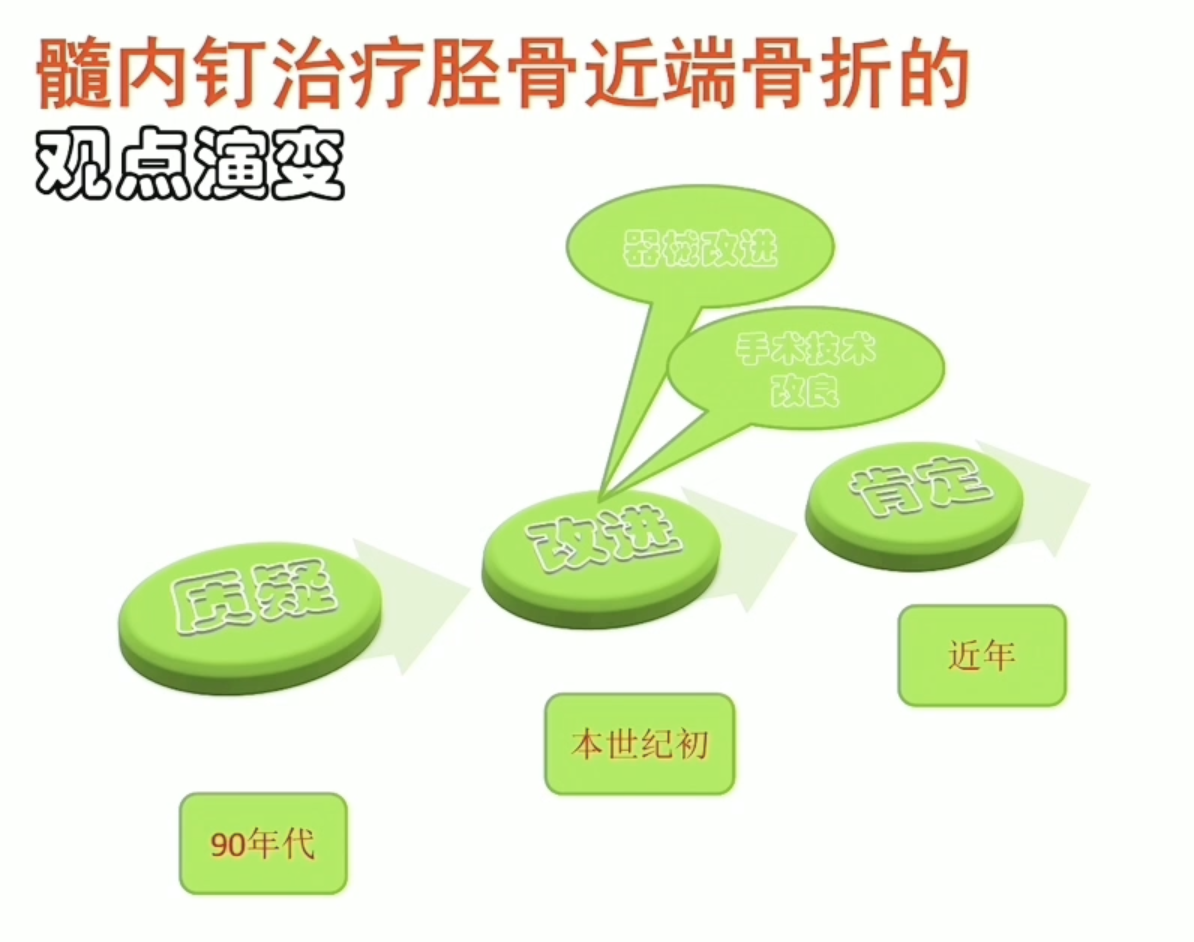 髓内钉治疗胫骨近端骨折的
观点演变
器械改进
手术技术
改良
肯定
改进
质疑
近年
本世纪初
90年代